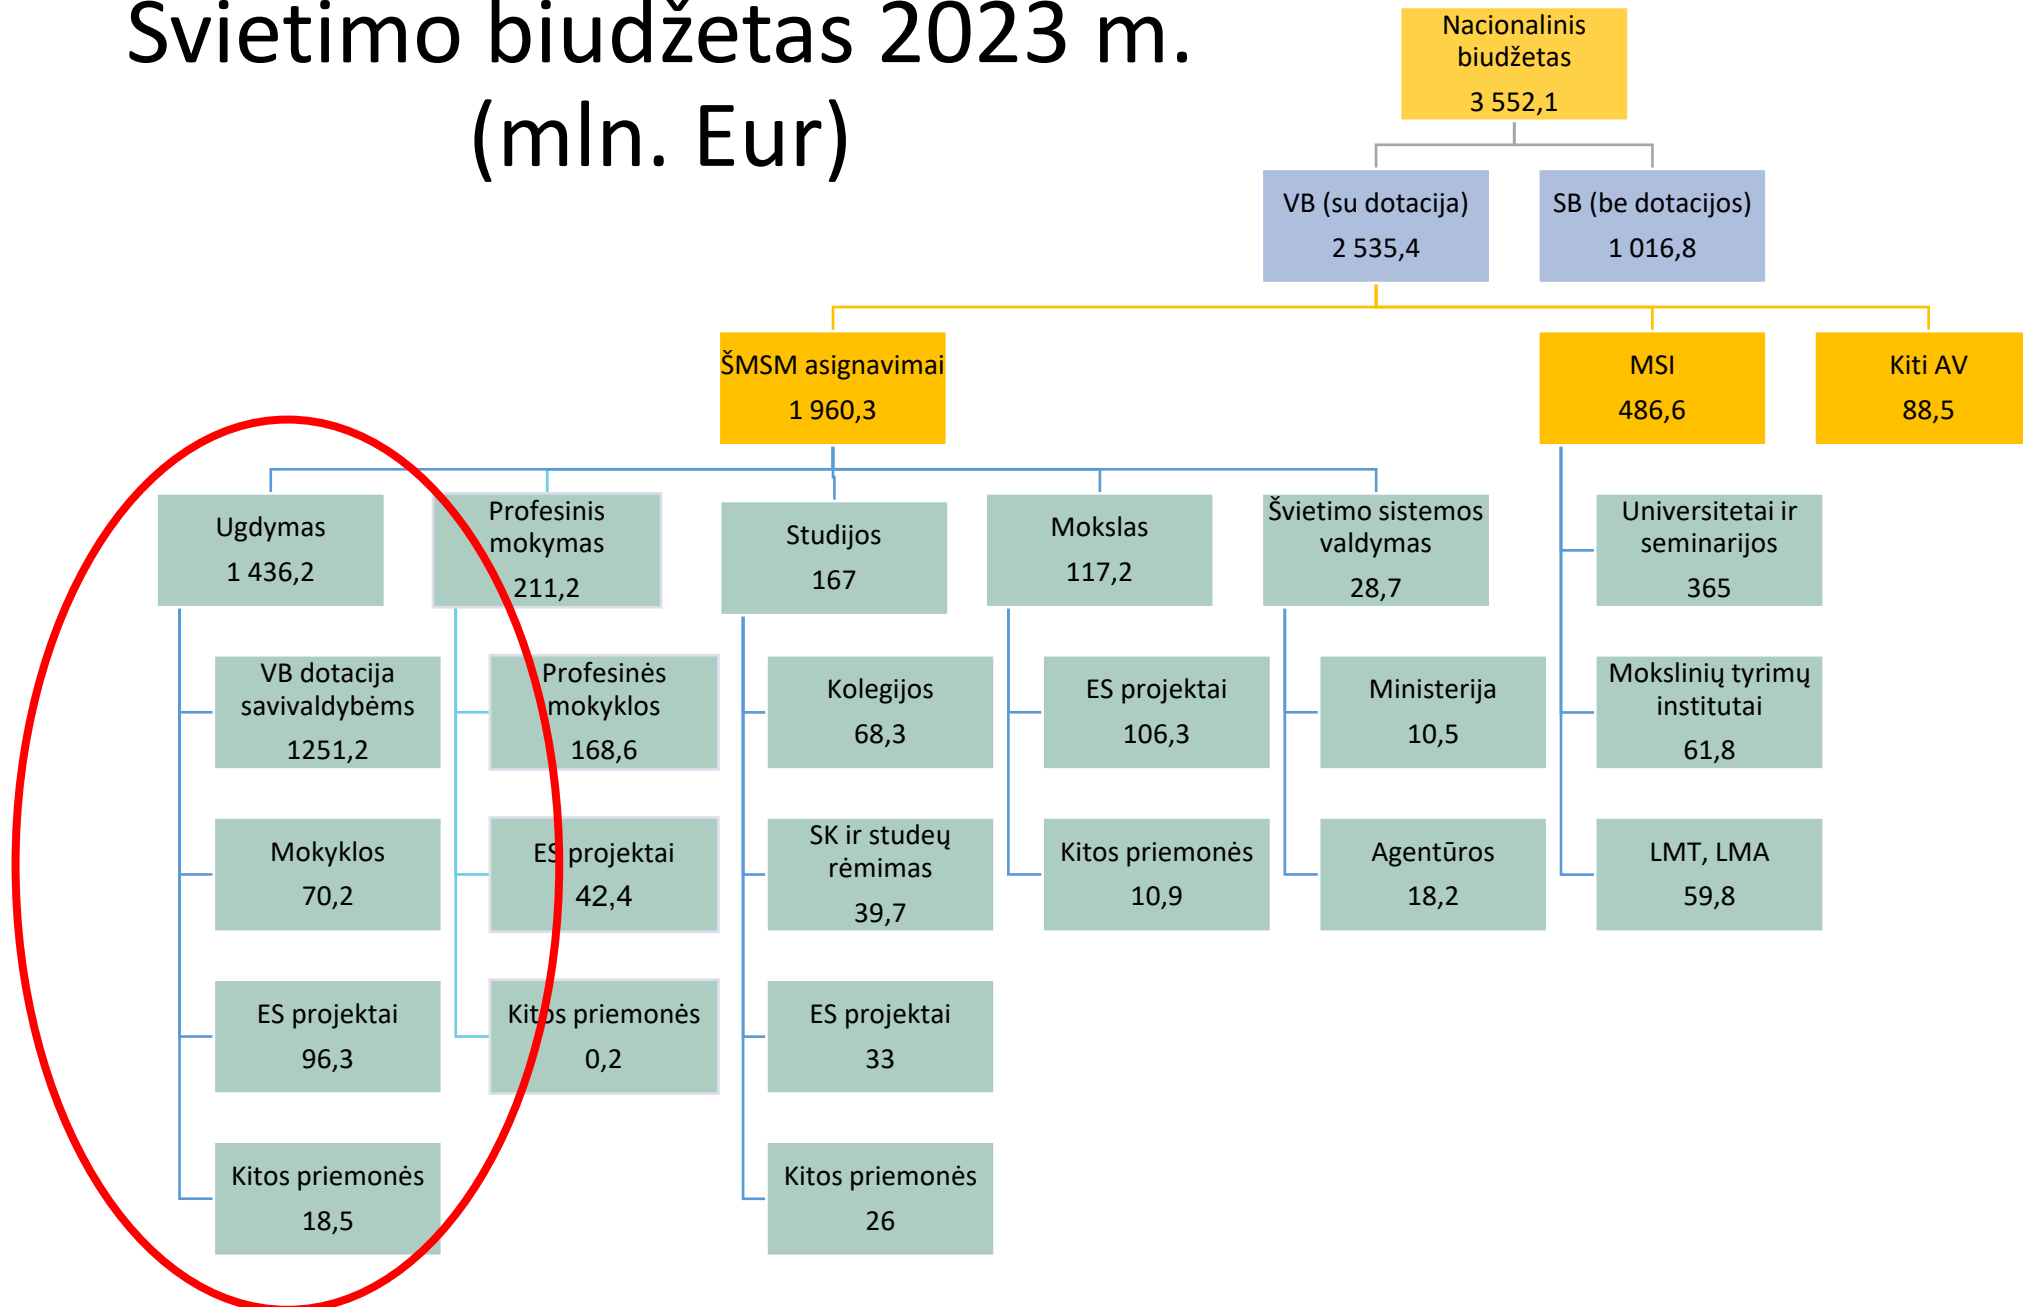 Švietimo biudžetas 2023 m.
(mln. Eur)
Nacionalinis
biudžetas
3 552,1
VB (su dotacija)
2 535,4
SB (be dotacijos)
1 016,8
ŠMSM asignavimai
1 960,3
MSI
486,6
Kiti AV
88,5
Ugdymas
1 436,2
Profesinis
mokymas
211,2
Studijos
167
Mokslas
117,2
Švietimo sistemos
valdymas
28,7
Universitetai ir
seminarijos
365
VB dotacija
savivaldybėms
1251,2
Profesinės
mokyklos
168,6
Kolegijos
68,3
ES projektai
106,3
Ministerija
10,5
Mokslinių tyrimų
institutai
61,8
Mokyklos
70,2
ES projektai
42,4
SK ir studeų
rėmimas
39,7
Kitos priemonės
10,9
Agentūros
18,2
LMT, LMA
59,8
ES projektai
96,3
Kitos priemonės
0,2
ES projektai
33
Kitos priemonės
18,5
Kitos priemonės
26